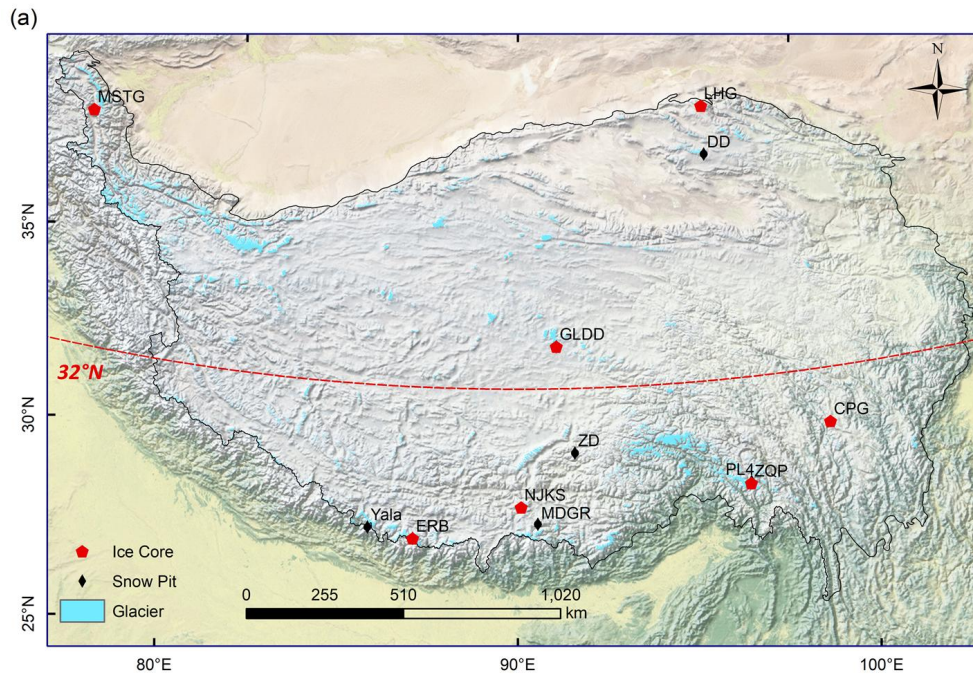 (a)
N
MSTG
LHG
DD
35°N
GLDD
32°N
30°N
CPG
ZD
PL4ZQP
NJKS
MDGR
Yala
ERB
Ice Core
Snow Pit
Glacier
0 255 510 1,020
km
25°N
80°E 90°E 100°E